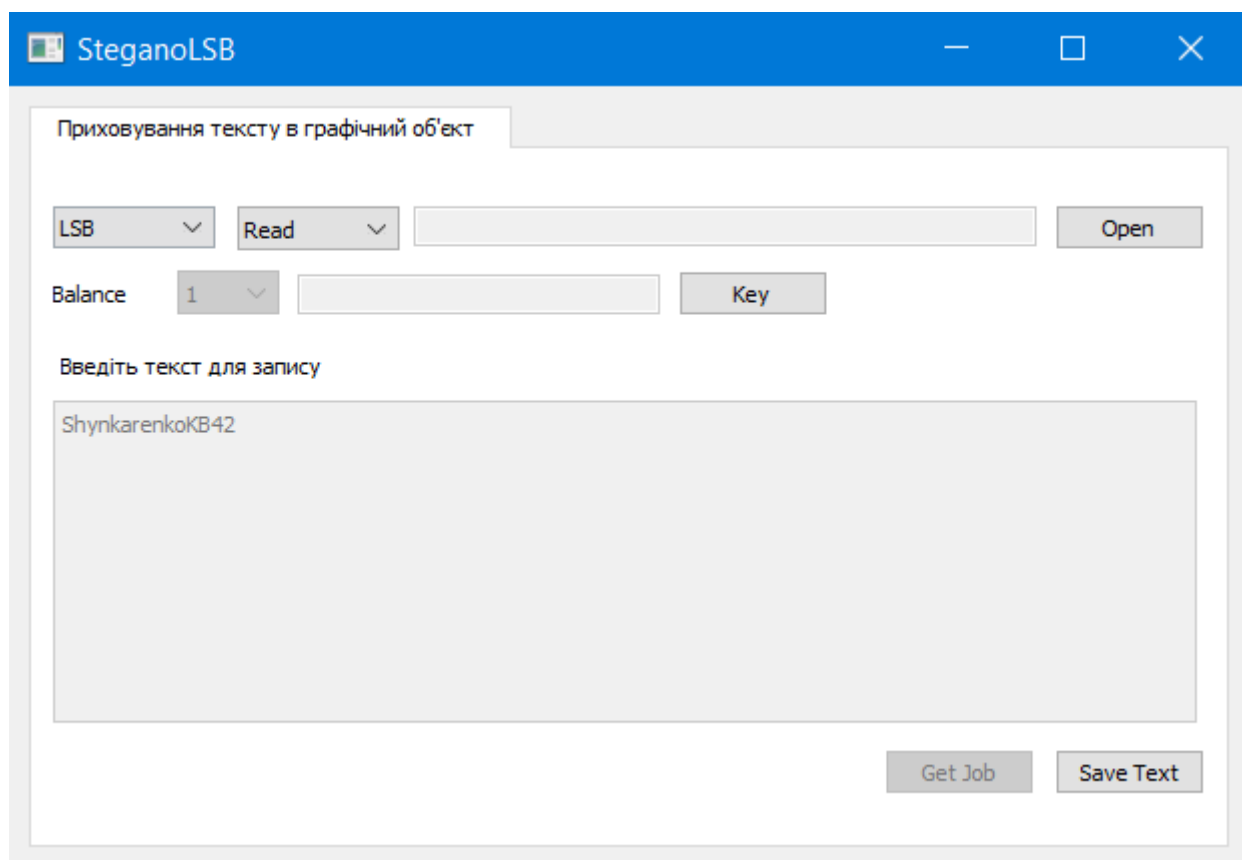 SteganoLSB
Приховування тексту в графічний об'єкт
LSB Read Open
Balance 1 Key
Введіть текст для запису
ShynkarenkoKB42
Get Job Save Text